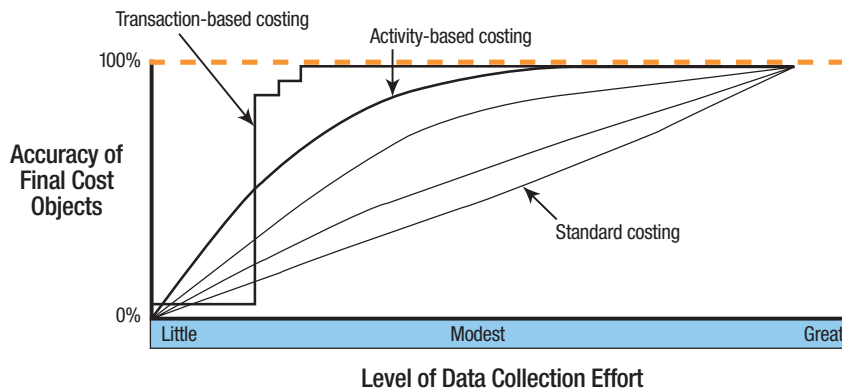 Transaction-based costing
Activity-based costing
100%
Accuracy of
Final Cost
Objects
Standard costing
0%
Little
Modest
Great
Level of Data Collection Effort